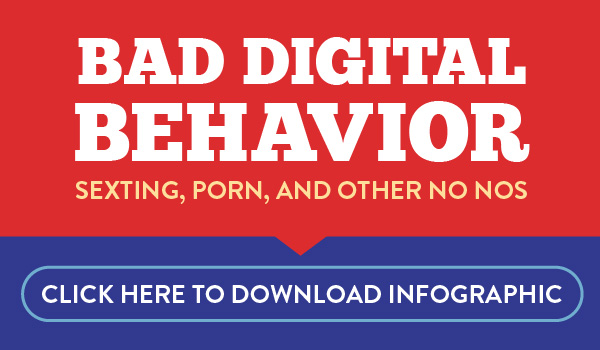 BAD DIGITAL
BEHAVIOR
SEXTING, PORN, AND OTHER NO NOS
CLICK HERE TO DOWNLOAD INFOGRAPHIC